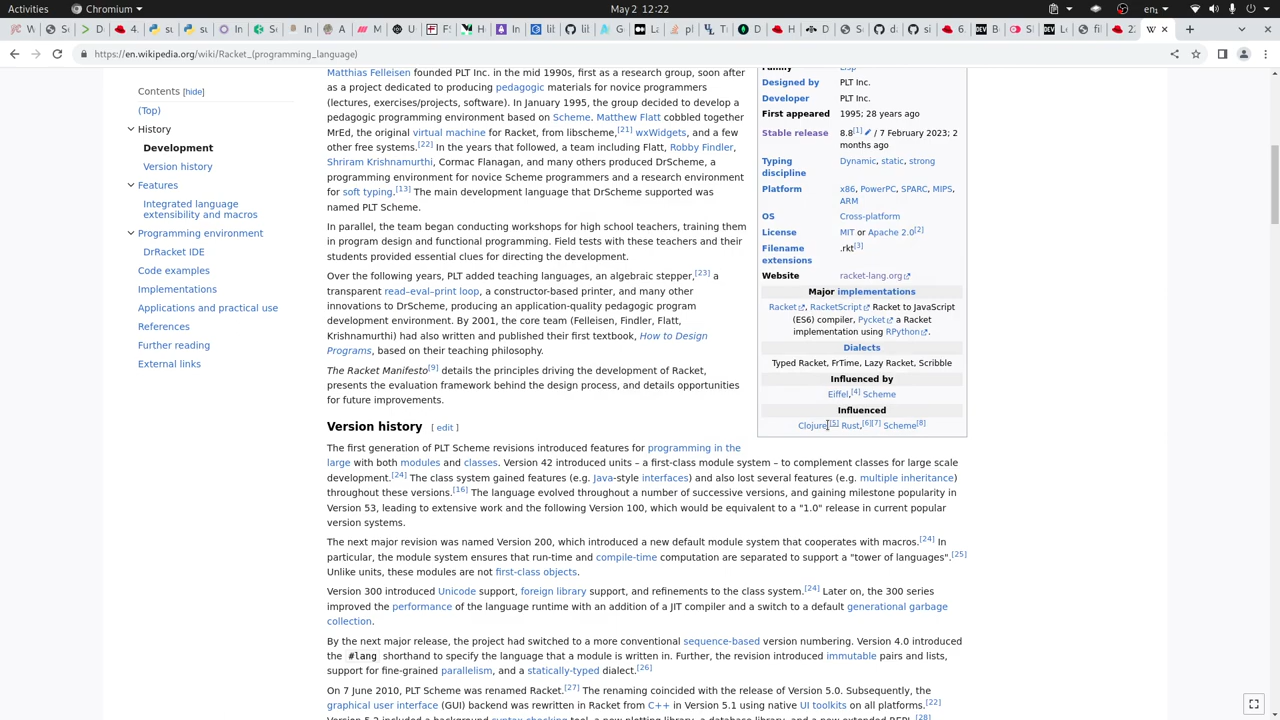 Activities
Chromium
May 2 12:22
https://en.wikipedia.org/wiki/Racket_(programming_language)
Contents [hide]
(Top)
History
Development
Version history
Features
Integrated language
extensibility and macros
Programming environment
DrRacket IDE
Code examples
Implementations
Applications and practical use
References
Further reading
External links
Matthias Felleisen founded PLT Inc. in the mid 1990s, first as a research group, soon after
as a project dedicated to producing pedagogic materials for novice programmers
(lectures, exercises/projects, software). In January 1995, the group decided to develop a
pedagogic programming environment based on Scheme. Matthew Flatt cobbled together
MrEd, the original virtual machine for Racket, from libscheme,[21] wxWidgets, and a few
other free systems.[22] In the years that followed, a team including Flatt, Robby Findler,
Shriram Krishnamurthi, Cormac Flanagan, and many others produced DrScheme, a
programming environment for novice Scheme programmers and a research environment
for soft typing.[13] The main development language that DrScheme supported was
named PLT Scheme.
In parallel, the team began conducting workshops for high school teachers, training them
in program design and functional programming. Field tests with these teachers and their
students provided essential clues for directing the development.
Over the following years, PLT added teaching languages, an algebraic stepper,[23] a
transparent read–eval–print loop, a constructor-based printer, and many other
innovations to DrScheme, producing an application-quality pedagogic program
development environment. By 2001, the core team (Felleisen, Findler, Flatt,
Krishnamurthi) had also written and published their first textbook, How to Design
Programs, based on their teaching philosophy.
The Racket Manifesto[9] details the principles driving the development of Racket,
presents the evaluation framework behind the design process, and details opportunities
for future improvements.
Version history [ edit ]
The first generation of PLT Scheme revisions introduced features for programming in the
large with both modules and classes. Version 42 introduced units – a first-class module system – to complement classes for large scale
development.[24] The class system gained features (e.g. Java-style interfaces) and also lost several features (e.g. multiple inheritance)
throughout these versions.[16] The language evolved throughout a number of successive versions, and gaining milestone popularity in
Version 53, leading to extensive work and the following Version 100, which would be equivalent to a "1.0" release in current popular
version systems.
The next major revision was named Version 200, which introduced a new default module system that cooperates with macros.[24] In
particular, the module system ensures that run-time and compile-time computation are separated to support a "tower of languages".[25]
Unlike units, these modules are not first-class objects.
Version 300 introduced Unicode support, foreign library support, and refinements to the class system.[24] Later on, the 300 series
improved the performance of the language runtime with an addition of a JIT compiler and a switch to a default generational garbage
collection.
By the next major release, the project had switched to a more conventional sequence-based version numbering. Version 4.0 introduced
the #lang shorthand to specify the language that a module is written in. Further, the revision introduced immutable pairs and lists,
support for fine-grained parallelism, and a statically-typed dialect.[26]
On 7 June 2010, PLT Scheme was renamed Racket.[27] The renaming coincided with the release of Version 5.0. Subsequently, the
graphical user interface (GUI) backend was rewritten in Racket from C++ in Version 5.1 using native UI toolkits on all platforms.[22]
Version 5.2 included a background syntax-checking tool, a new plotting library, a database library, and a new extended REPL.[28]
Family Lisp
Designed by PLT Inc.
Developer PLT Inc.
First appeared 1995; 28 years ago
Stable release 8.8[1] / 7 February 2023; 2
months ago
Typing Dynamic, static, strong
discipline
Platform x86, PowerPC, SPARC, MIPS,
ARM
OS Cross-platform
License MIT or Apache 2.0[2]
Filename .rkt[3]
extensions
Website racket-lang.org
Major implementations
Racket, RacketScript Racket to JavaScript
(ES6) compiler, Pycket a Racket
implementation using RPython.
Dialects
Typed Racket, FrTime, Lazy Racket, Scribble
Influenced by
Eiffel,[4] Scheme
Influenced
Clojure,[5] Rust,[6][7] Scheme[8]